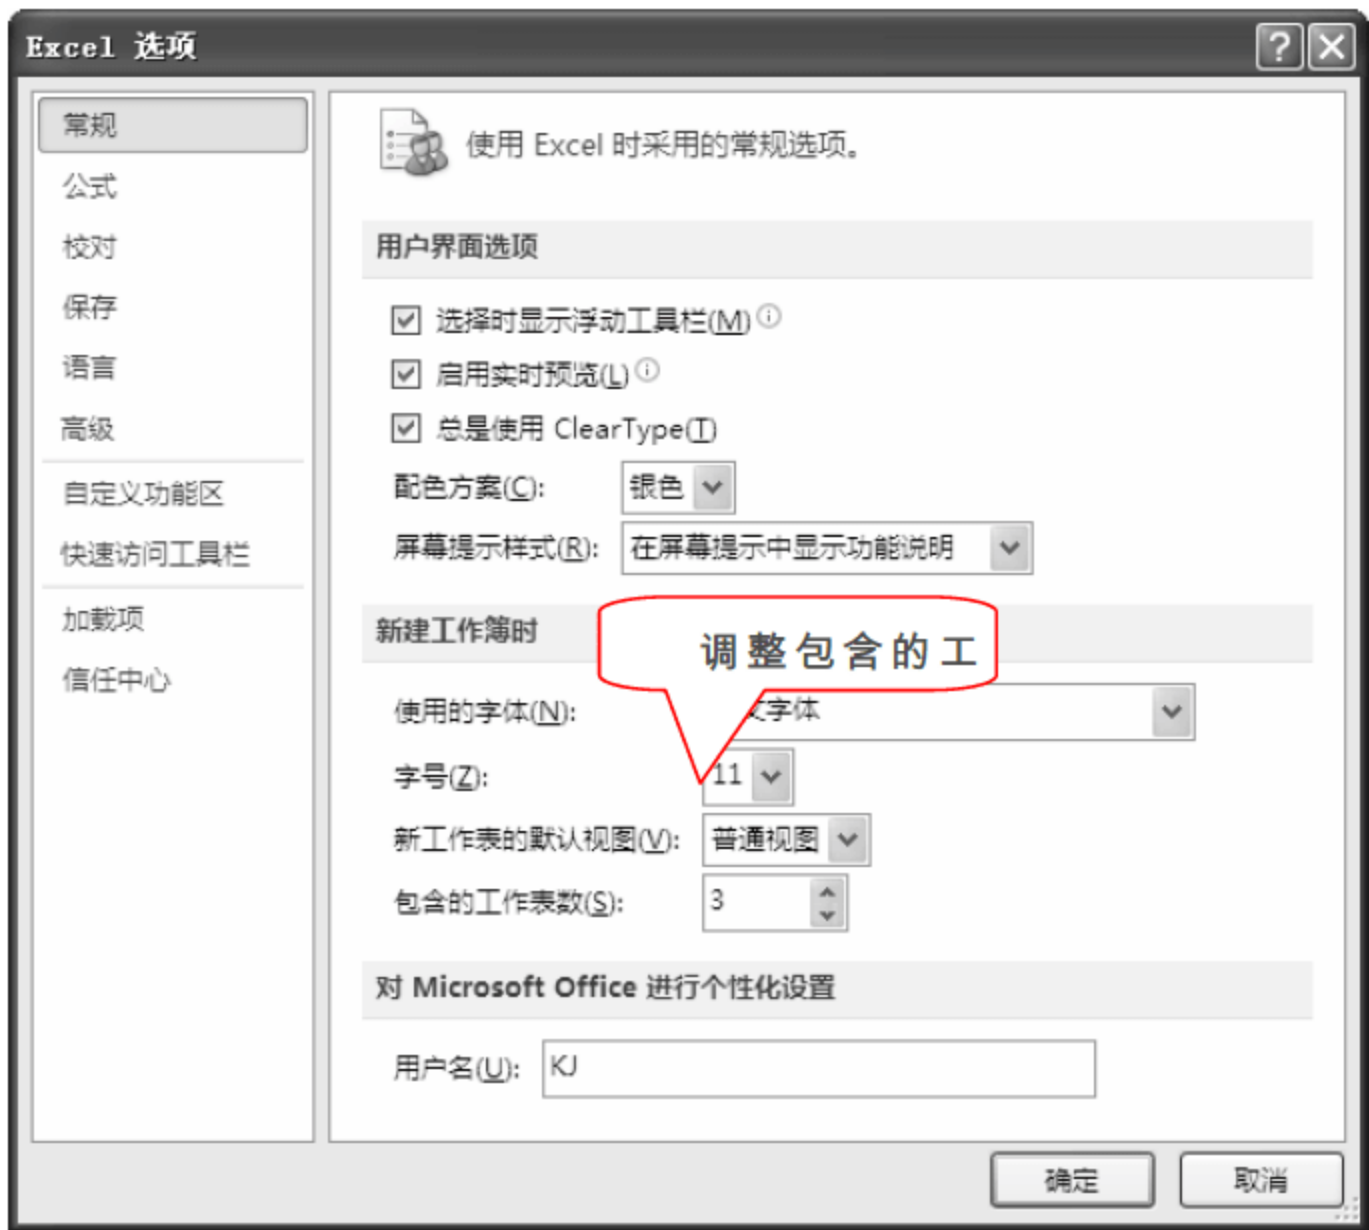 Excel 选项
常规
公式
校对
保存
语言
高级
自定义功能区
快速访问工具栏
加载项
信任中心
使用 Excel 时采用的常规选项。
用户界面选项
选择时显示浮动工具栏(M)
启用实时预览(L)
总是使用 ClearType(T)
配色方案(C): 银色
屏幕提示样式(R): 在屏幕提示中显示功能说明
新建工作簿时
调整包含的工
使用的字体(N): 文字体
字号(Z): 11
新工作表的默认视图(V): 普通视图
包含的工作表数(S): 3
对 Microsoft Office 进行个性化设置
用户名(U): KJ
确定 取消